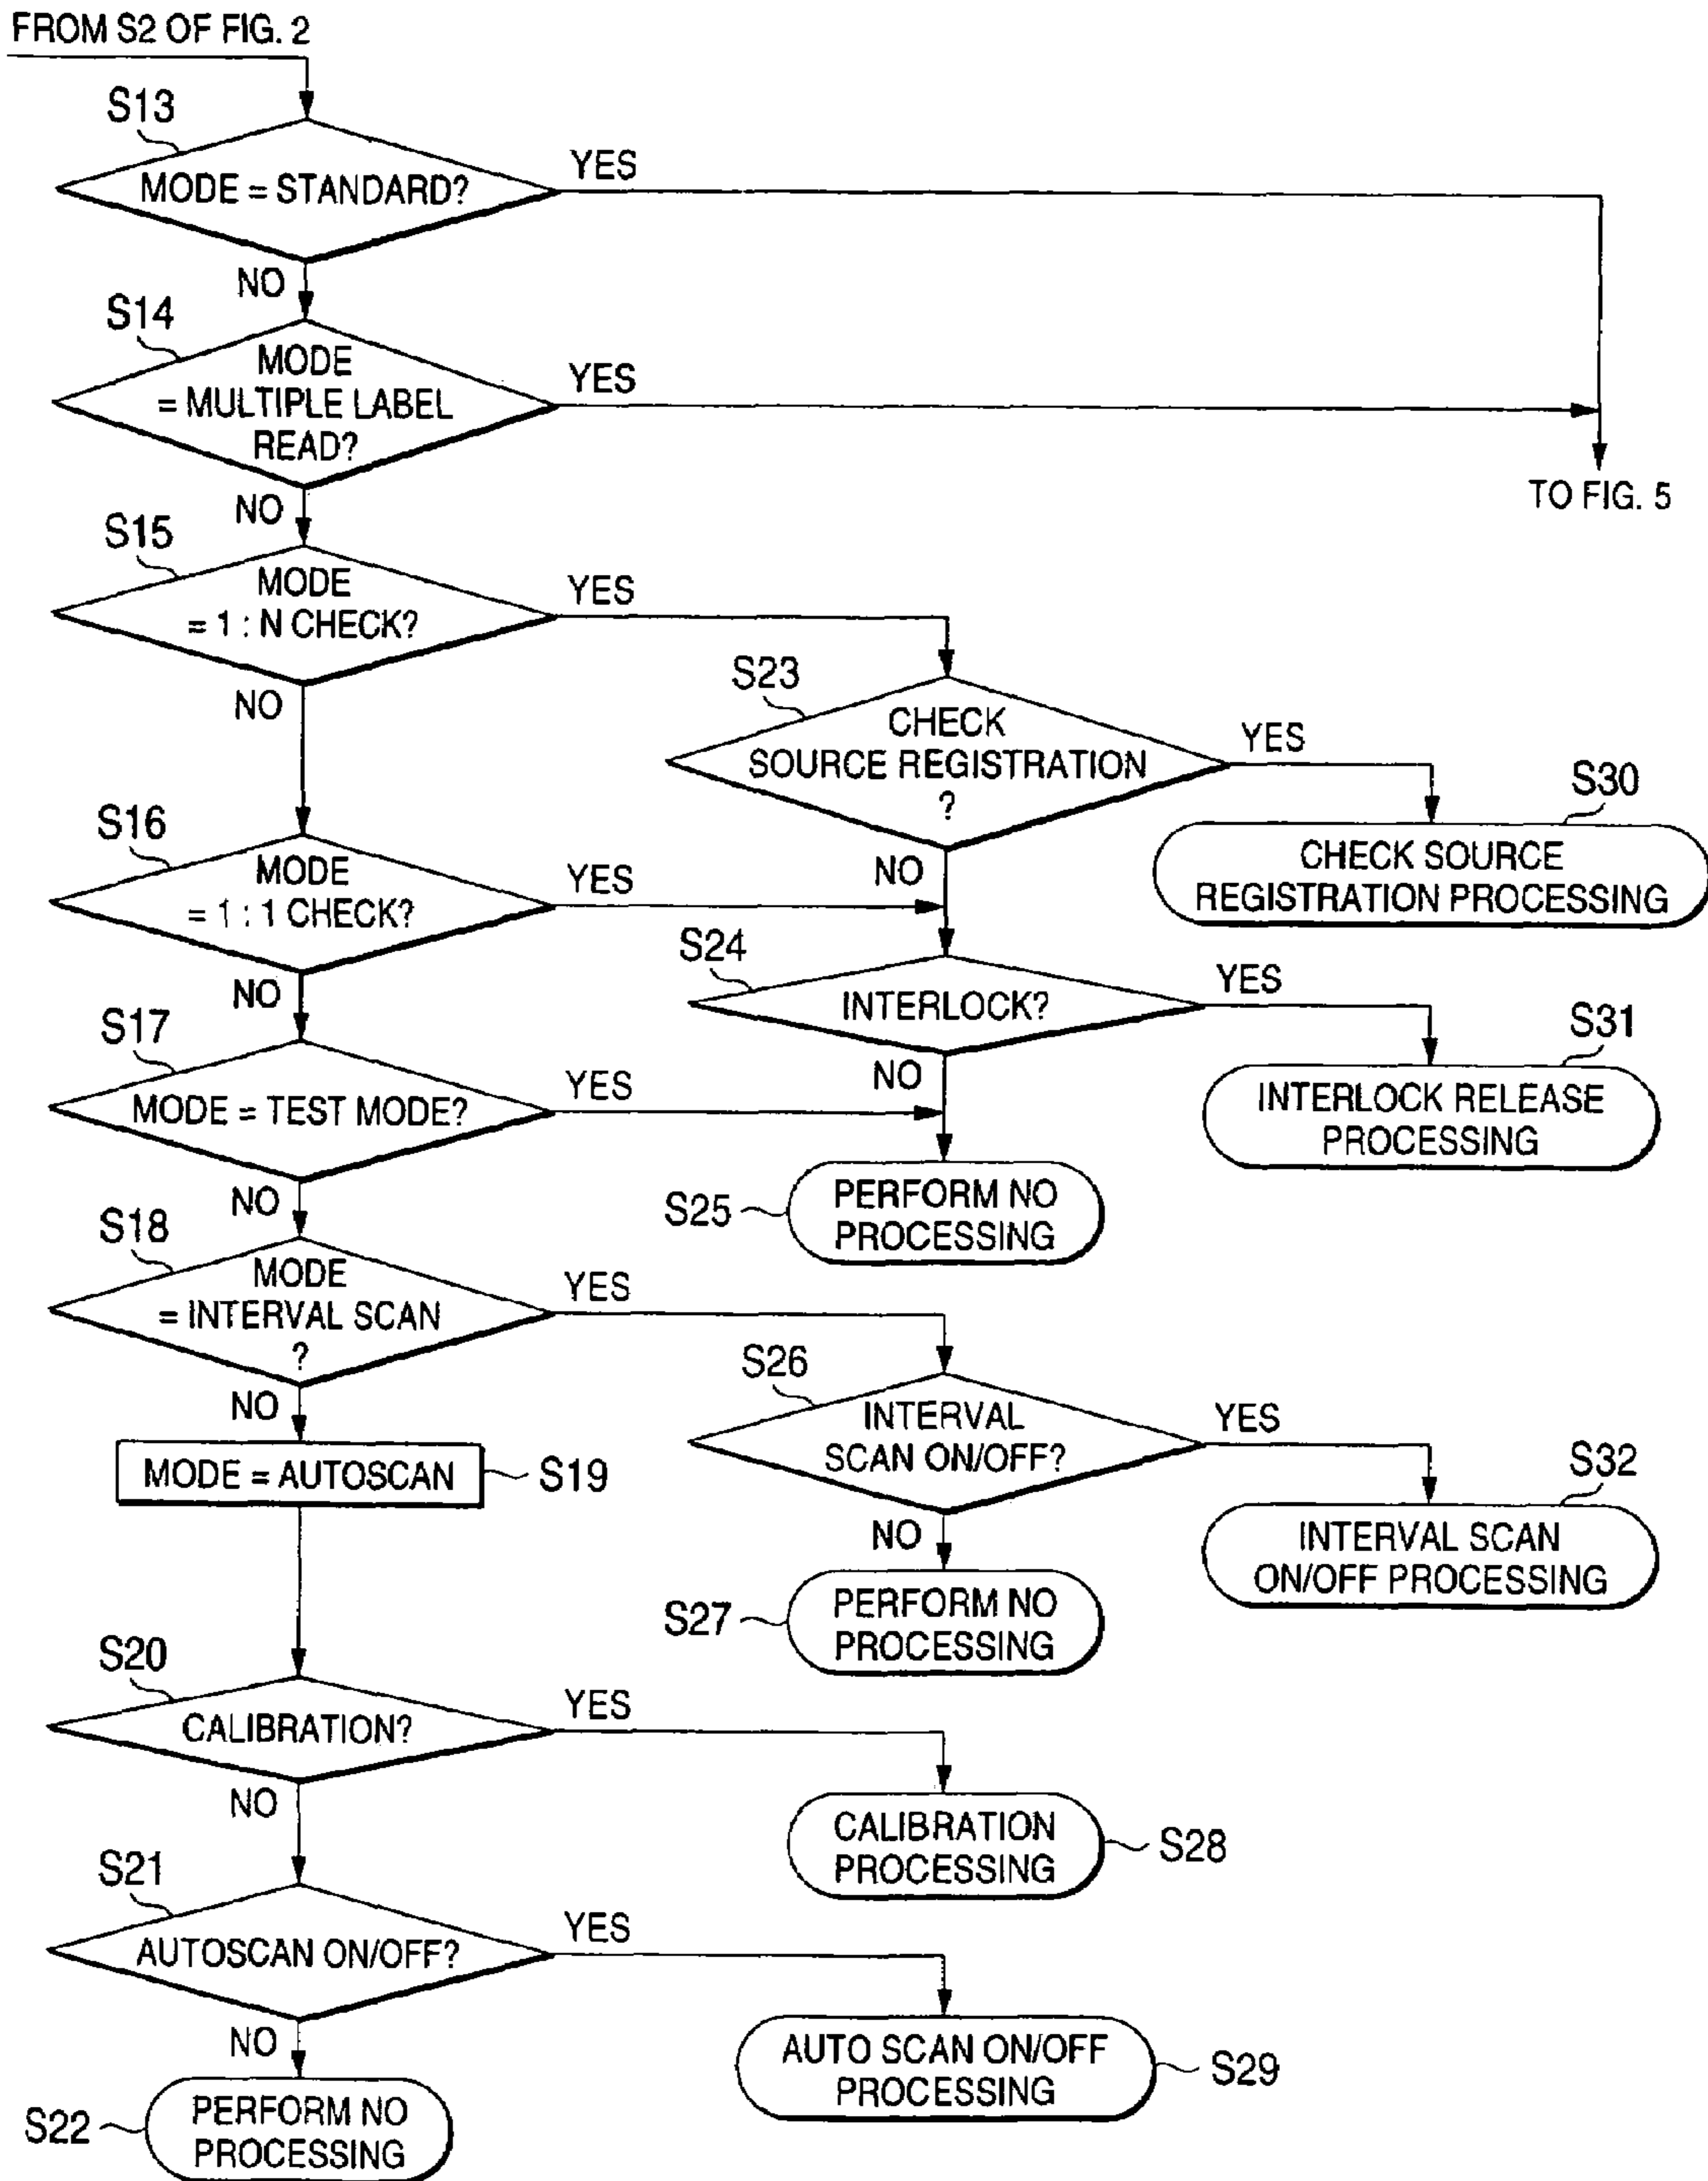 FROM S2 OF FIG. 2
S13
MODE = STANDARD?
YES
NO
S14
MODE
= MULTIPLE LABEL
READ?
YES
TO FIG. 5
NO
S15
MODE
= 1 : N CHECK?
YES
NO
S23
CHECK
SOURCE REGISTRATION
?
YES
NO
S30
CHECK SOURCE
REGISTRATION PROCESSING
S16
MODE
= 1 : 1 CHECK?
YES
NO
S24
INTERLOCK?
YES
NO
S31
INTERLOCK RELEASE
PROCESSING
S17
MODE = TEST MODE?
YES
NO
S25
PERFORM NO
PROCESSING
S18
MODE
= INTERVAL SCAN
?
YES
NO
S26
INTERVAL
SCAN ON/OFF?
YES
NO
S32
INTERVAL SCAN
ON/OFF PROCESSING
MODE = AUTOSCAN
S19
S27
PERFORM NO
PROCESSING
S20
CALIBRATION?
YES
NO
CALIBRATION
PROCESSING
S28
S21
AUTOSCAN ON/OFF?
YES
NO
AUTO SCAN ON/OFF
PROCESSING
S29
S22
PERFORM NO
PROCESSING